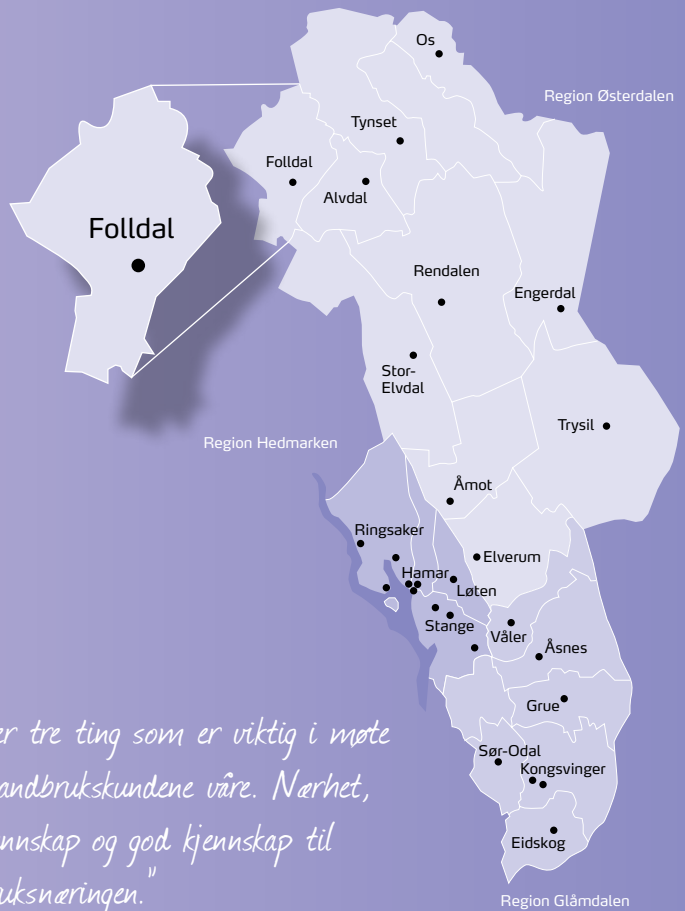 Os
Region Østerdalen
Tynset
Folldal
Alvdal
Folldal
Rendalen
Engerdal
Stor-
Elvdal
Trysil
Region Hedmarken
Åmot
Ringsaker
Elverum
Hamar
Løten
Stange
Våler
Åsnes
Grue
er tre ting som er viktig i møte
andbrukskundene våre. Nærhet,
nnskap og god kjennskap til
uksnæringen."
Sør-Odal
Kongsvinger
Eidskog
Region Glåmdalen